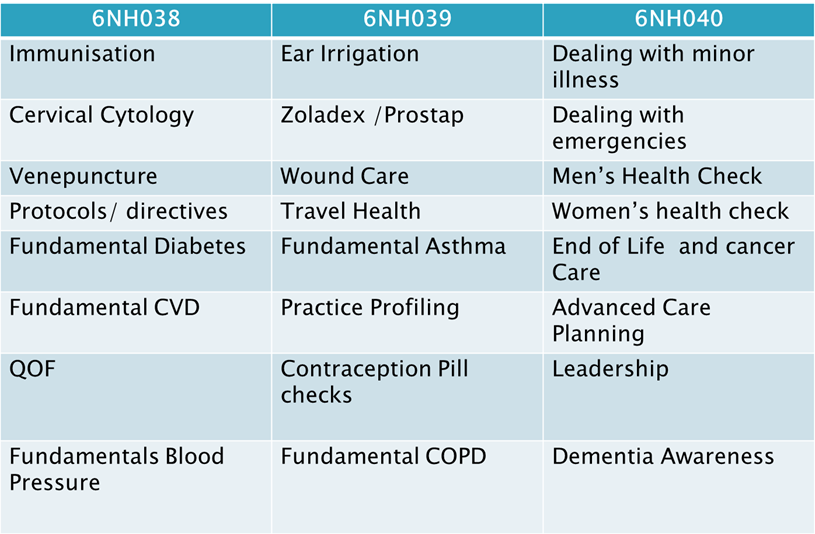 6NH038 6NH039 6NH040
Immunisation Ear Irrigation Dealing with minor
illness
Cervical Cytology Zoladex /Prostap Dealing with
emergencies
Venepuncture Wound Care Men's Health Check
Protocols/ directives Travel Health Women's health check
Fundamental Diabetes Fundamental Asthma End of Life  and cancer
Care
Fundamental CVD Practice Profiling Advanced Care
Planning
QOF Contraception Pill Leadership
checks
Fundamentals Blood Fundamental COPD Dementia Awareness
Pressure